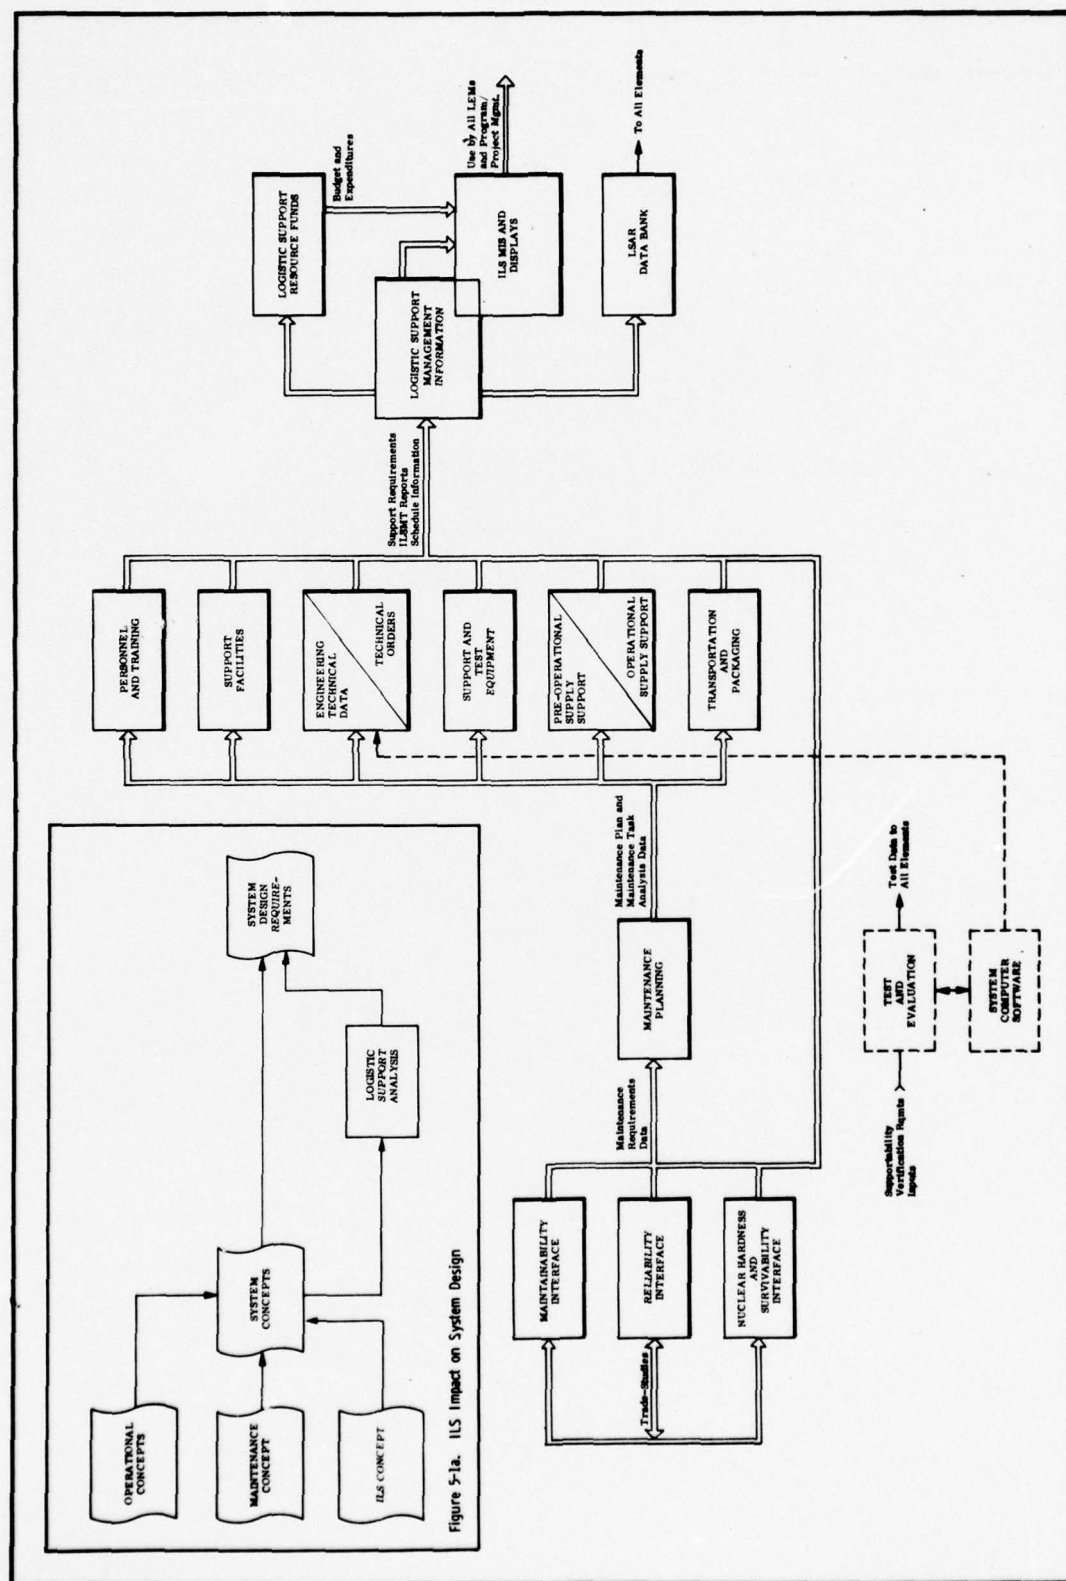 OPERATIONAL
CONCEPTS
MAINTENANCE
CONCEPT
ILS CONCEPT
SYSTEM
CONCEPTS
LOGISTIC
SUPPORT
ANALYSIS
SYSTEM
DESIGN
REQUIRE-
MENTS
Figure 5-1a. ILS Impact on System Design
Trade-Studies
MAINTAINABILITY
INTERFACE
RELIABILITY
INTERFACE
NUCLEAR HARDNESS
AND
SURVIVABILITY
INTERFACE
Maintenance
Requirements
Data
MAINTENANCE
PLANNING
Maintenance Plan and
Maintenance Task
Analysis Data
Supportability
Verification Rqmts
Inputs
TEST
AND
EVALUATION
Test Data to
All Elements
SYSTEM
COMPUTER
SOFTWARE
PERSONNEL
AND TRAINING
SUPPORT
FACILITIES
ENGINEERING
TECHNICAL
DATA
TECHNICAL
ORDERS
SUPPORT AND
TEST
EQUIPMENT
PRE-OPERATIONAL
SUPPLY
SUPPORT
OPERATIONAL
SUPPLY SUPPORT
TRANSPORTATION
AND
PACKAGING
Support Requirements
ILSMT Reports
Schedule Information
LOGISTIC SUPPORT
MANAGEMENT
INFORMATION
LOGISTIC SUPPORT
RESOURCE FUNDS
Budget and
Expenditures
ILS MIS AND
DISPLAYS
Use by All LEMs
and Program/
Project Mgmt.
LSAR
DATA BANK
To All Elements